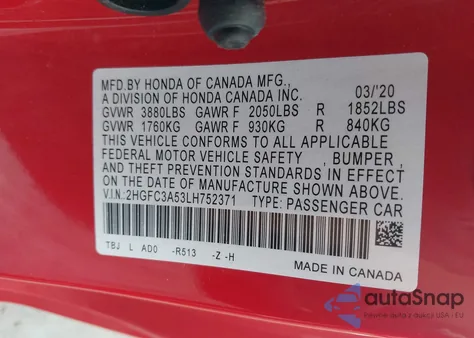 MFD.BY HONDA OF CANADA MFG.,
A DIVISION OF HONDA CANADA INC. 03/'20
GVWR 3880LBS GAWR F 2050LBS R 1852LBS
GVWR 1760KG GAWR F 930KG R 840KG
THIS VEHICLE CONFORMS TO ALL APPLICABLE
FEDERAL MOTOR VEHICLE SAFETY , BUMPER ,
AND THEFT PREVENTION STANDARDS IN EFFECT
ON THE DATE OF MANUFACTURE SHOWN ABOVE.
V.I.N.:2HGFC3A53LH752371 TYPE: PASSENGER CAR
TBJ L AD0 -R513 -Z -H
MADE IN CANADA
autoSnap